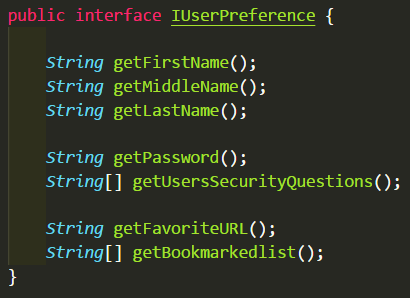 public interface IUserPreference {
String getFirstName();
String getMiddleName();
String getLastName();
String getPassword();
String[] getUsersSecurityQuestions();
String getFavoriteURL();
String[] getBookmarkedlist();
}